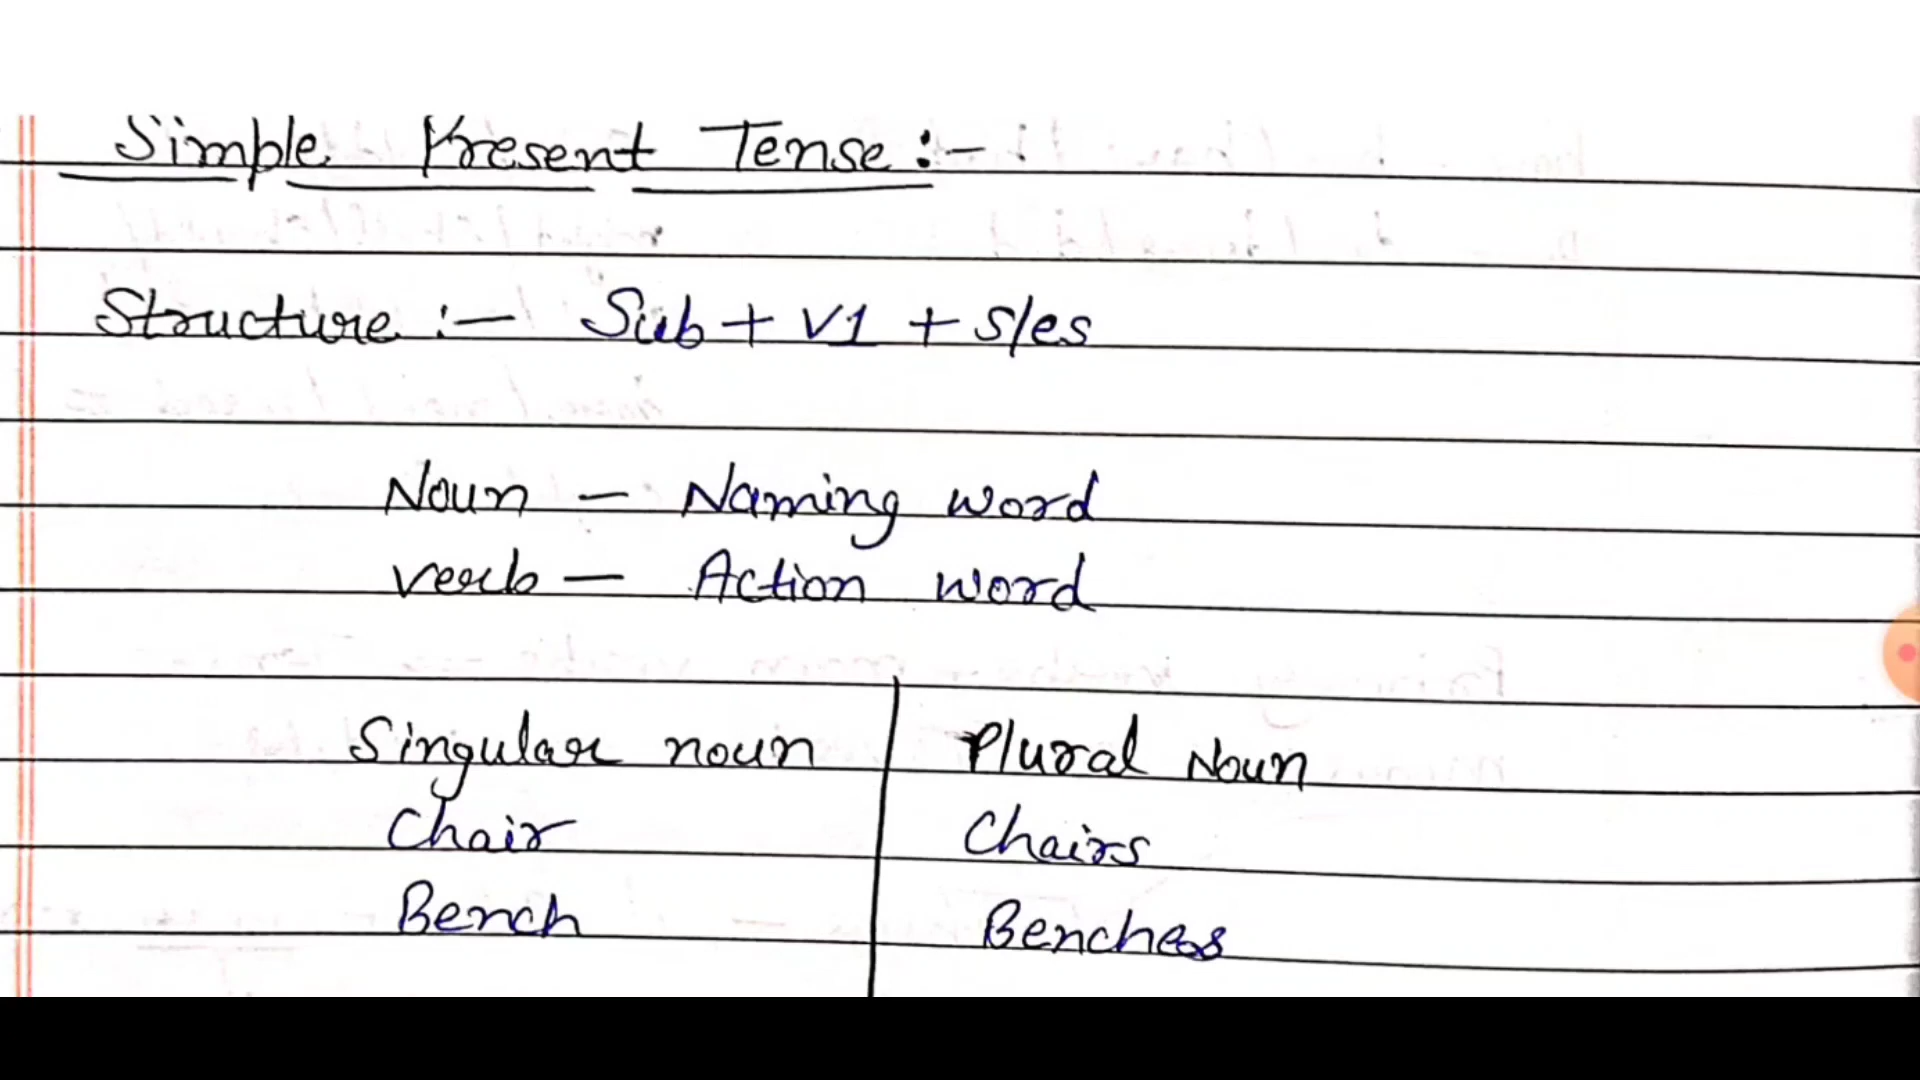 Simple Present Tense :-
Structure :- Sub + V1 + s/es
Noun - Naming word
verb - Action word
Singular noun | Plural Noun
Chair | Chairs
Bench | Benches